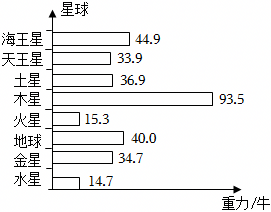 星球
海王星 44.9
天王星 33.9
土星 36.9
木星 93.5
火星 15.3
地球 40.0
金星 34.7
水星 14.7
重力/牛